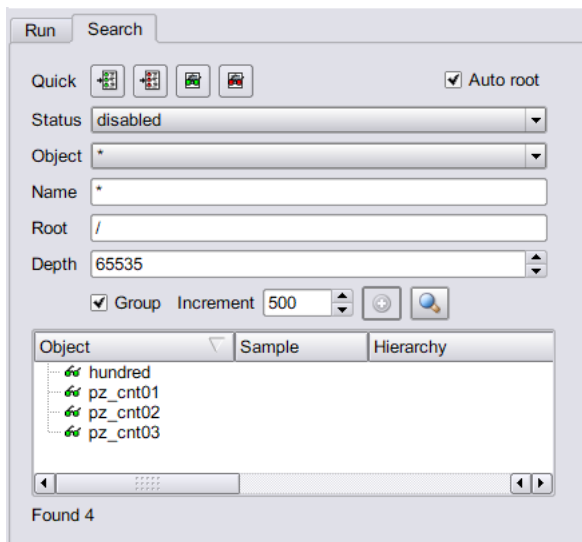 Run Search
Quick Auto root
Status disabled
Object *
Name *
Root /
Depth 65535
Group Increment 500
Object Sample Hierarchy
hundred
pz_cnt01
pz_cnt02
pz_cnt03
Found 4